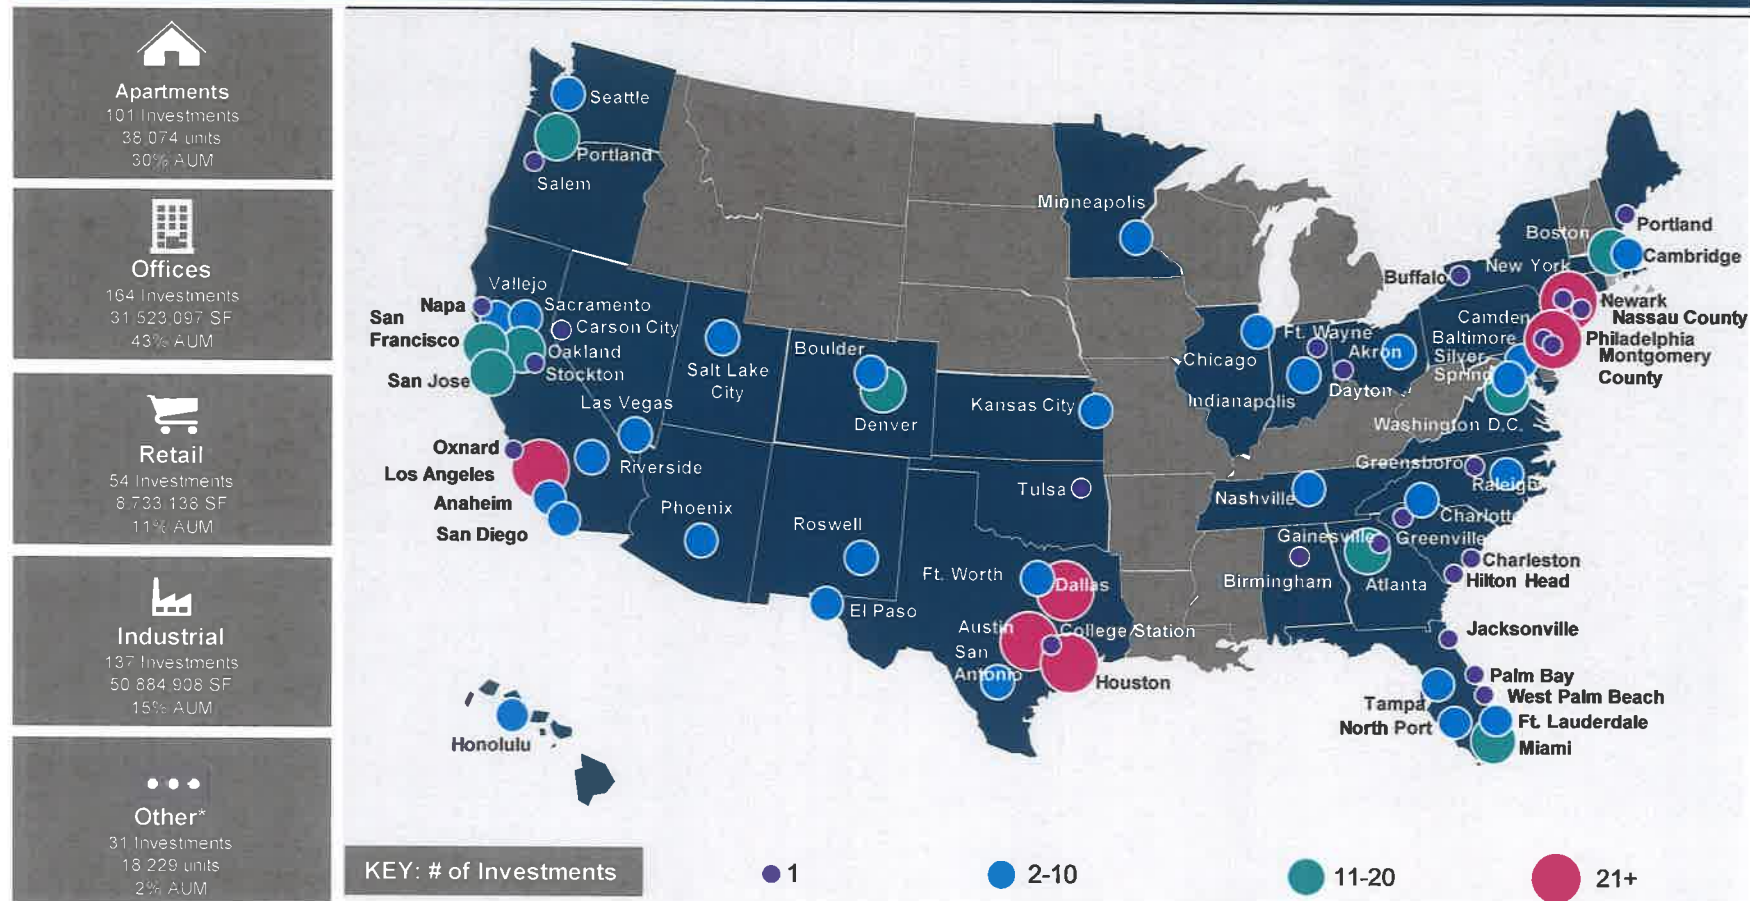 Apartments
101 Investments
38,074 units
30% AUM
Offices
164 Investments
31,523,097 SF
43% AUM
Retail
54 Investments
8,733,138 SF
11% AUM
Industrial
137 Investments
50,884,908 SF
15% AUM
Other*
31 Investments
18,229 units
2% AUM
Seattle
Portland
Salem
Minneapolis
Portland
Boston
Cambridge
New York
Buffalo
Newark
Nassau County
Camden
Baltimore
Philadelphia
Silver
Spring
Montgomery
County
Washington D.C.
Vallejo
Napa
Sacramento
San
Francisco
Carson City
Oakland
Stockton
San Jose
Salt Lake
City
Boulder
Denver
Las Vegas
Kansas City
Chicago
Ft. Wayne
Akron
Indianapolis
Dayton
Oxnard
Los Angeles
Riverside
Anaheim
San Diego
Phoenix
Roswell
Tulsa
Nashville
Greensboro
Raleigh
Charlotte
Gainesville
Greenville
Charleston
Birmingham
Atlanta
Hilton Head
Ft. Worth
Dallas
El Paso
Austin
College Station
San
Antonio
Houston
Jacksonville
Palm Bay
West Palm Beach
Tampa
Ft. Lauderdale
North Port
Miami
Honolulu
KEY: # of Investments
1
2-10
11-20
21+